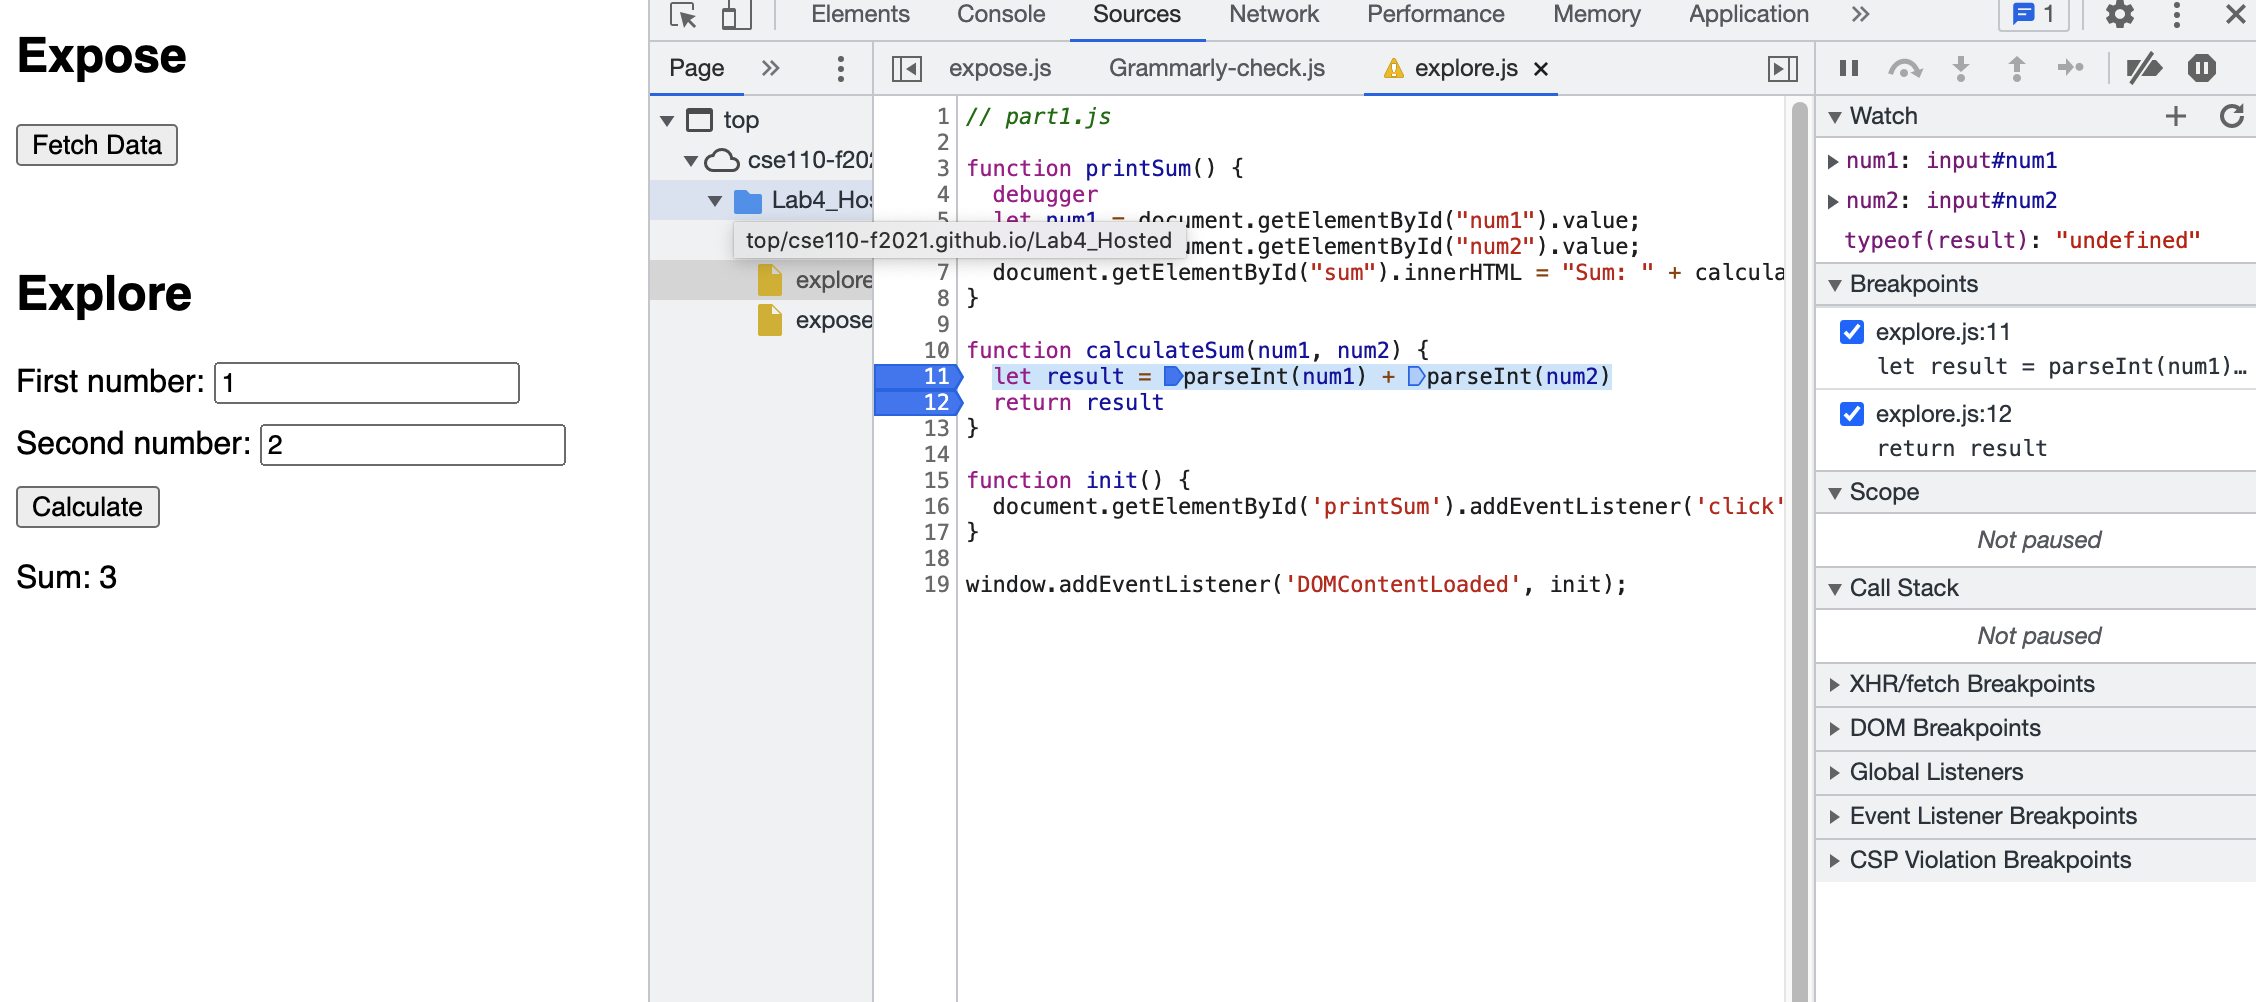 Expose
Fetch Data
Explore
First number: 1
Second number: 2
Calculate
Sum: 3
Elements Console Sources Network Performance Memory Application 1
Page
top
cse110-f202
Lab4_Hos
top/cse110-f2021.github.io/Lab4_Hosted
explore
expose
expose.js Grammarly-check.js explore.js
1 // part1.js
2
3 function printSum() {
4 debugger
5 let num1 = document.getElementById("num1").value;
ument.getElementById("num2").value;
7 document.getElementById("sum").innerHTML = "Sum: " + calcula
8 }
9
10 function calculateSum(num1, num2) {
11 let result = parseInt(num1) + parseInt(num2)
12 return result
13 }
14
15 function init() {
16 document.getElementById('printSum').addEventListener('click'
17 }
18
19 window.addEventListener('DOMContentLoaded', init);
Watch
num1: input#num1
num2: input#num2
typeof(result): "undefined"
Breakpoints
explore.js:11
let result = parseInt(num1)…
explore.js:12
return result
Scope
Not paused
Call Stack
Not paused
XHR/fetch Breakpoints
DOM Breakpoints
Global Listeners
Event Listener Breakpoints
CSP Violation Breakpoints